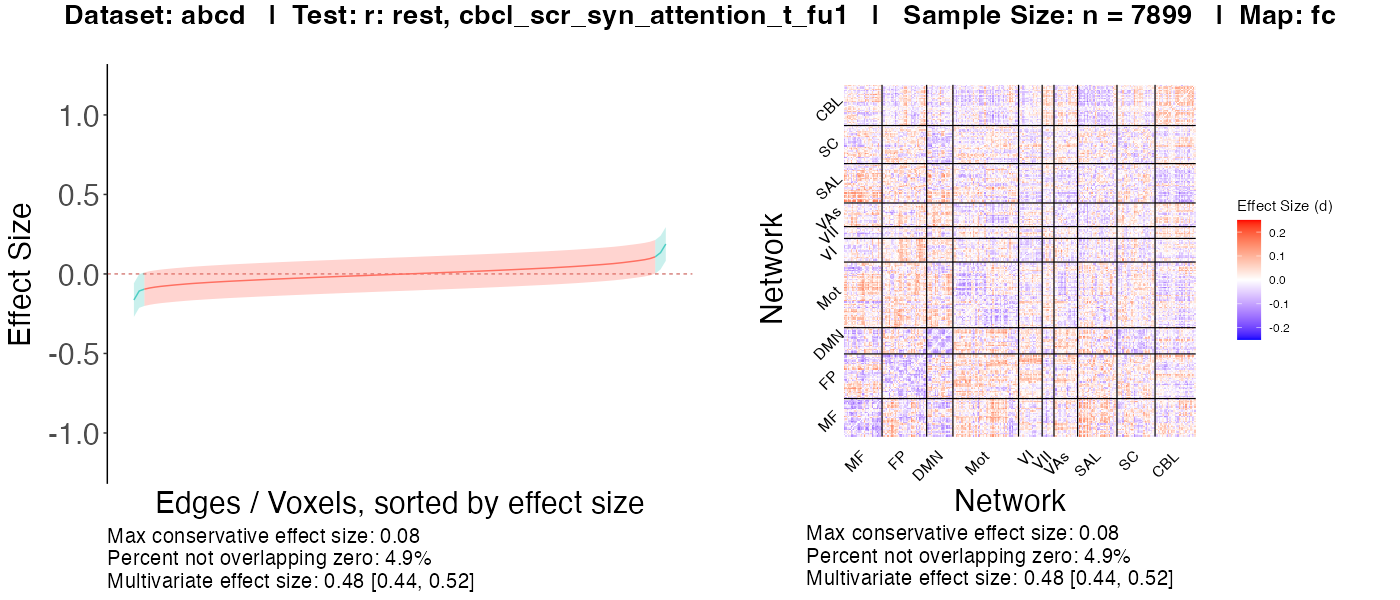 Dataset: abcd | Test: r: rest, cbcl_scr_syn_attention_t_fu1 | Sample Size: n = 7899 | Map: fc
Effect Size
1.0
0.5
0.0
-0.5
-1.0
Edges / Voxels, sorted by effect size
Max conservative effect size: 0.08
Percent not overlapping zero: 4.9%
Multivariate effect size: 0.48 [0.44, 0.52]
Network
CBL
SC
SAL
VAs
VII
VI
Mot
DMN
FP
MF
MF
FP
DMN
Mot
VI
VII
VAs
SAL
SC
CBL
Network
Max conservative effect size: 0.08
Percent not overlapping zero: 4.9%
Multivariate effect size: 0.48 [0.44, 0.52]
Effect Size (d)
0.2
0.1
0.0
-0.1
-0.2